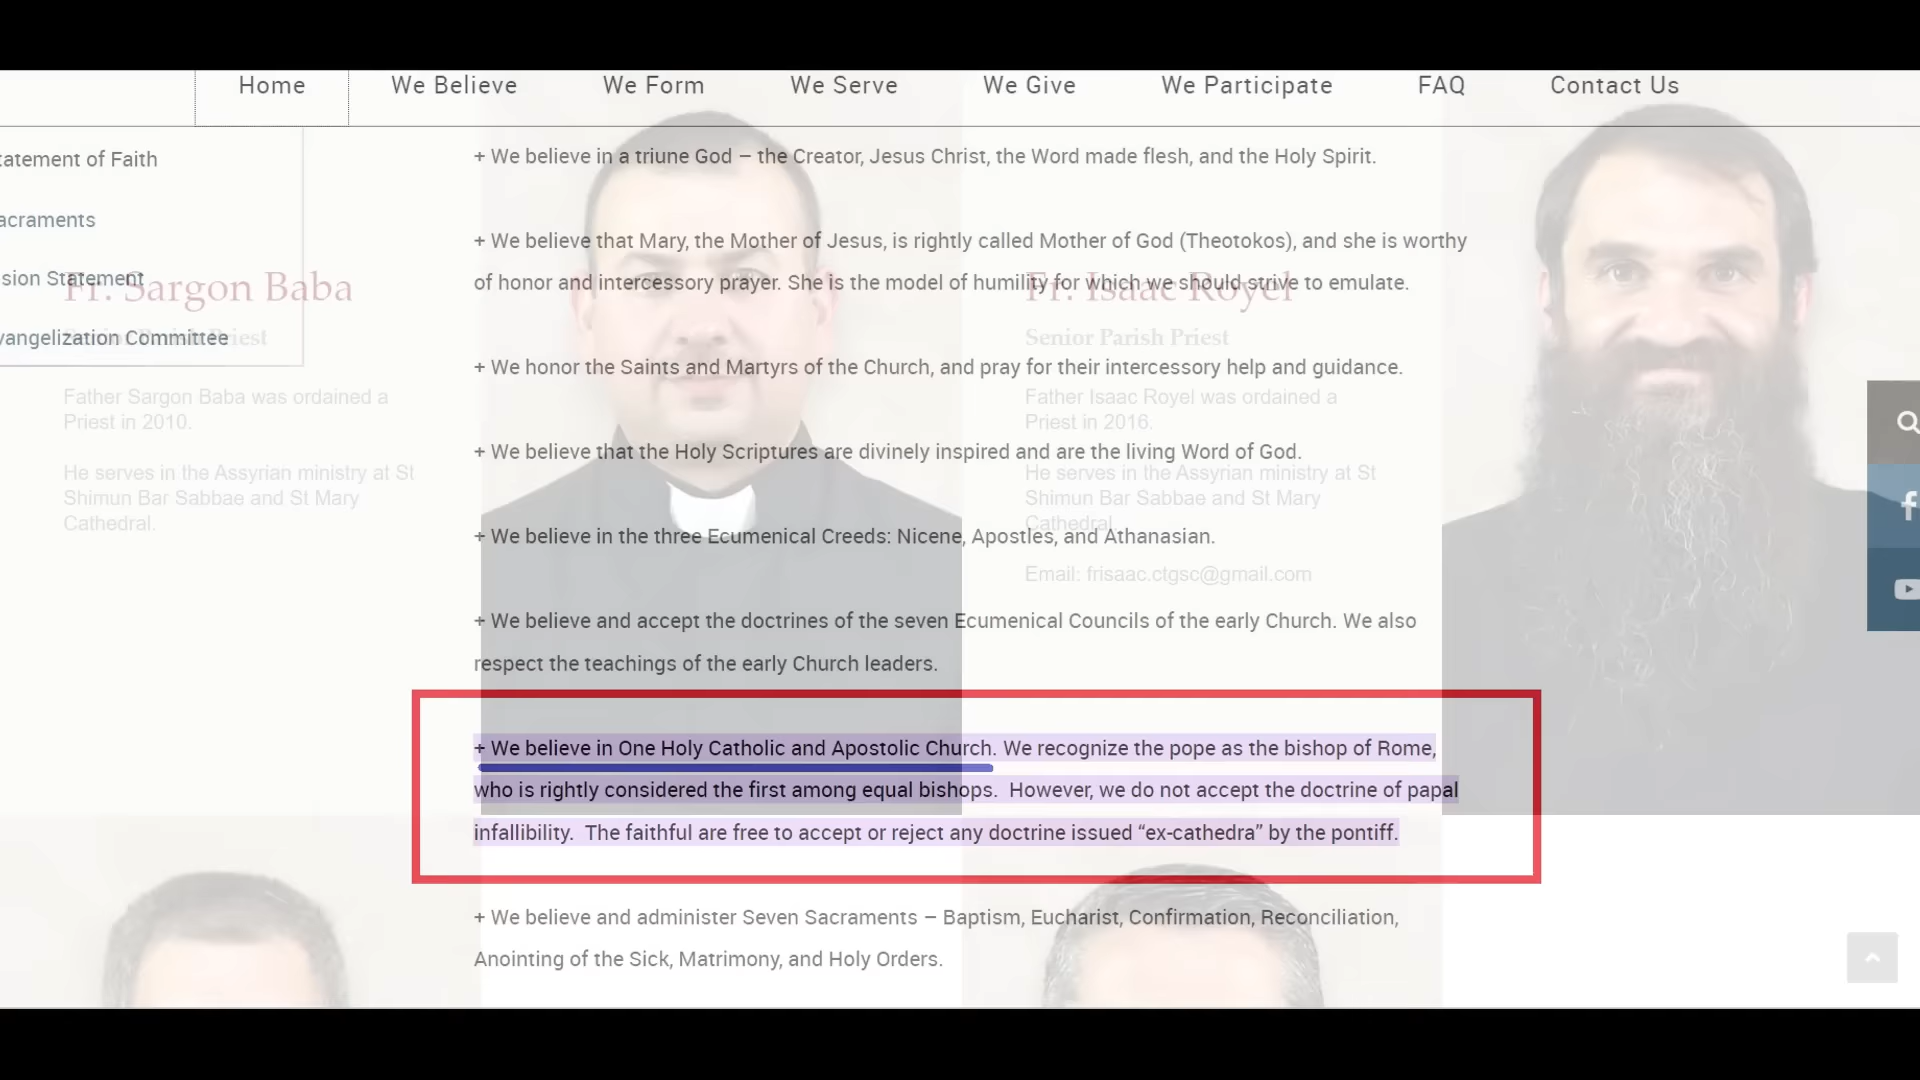 Home We Believe We Form We Serve We Give We Participate FAQ Contact Us
tatement of Faith
acraments
sion Statement
vangelization Committee
+ We believe in a triune God – the Creator, Jesus Christ, the Word made flesh, and the Holy Spirit.
+ We believe that Mary, the Mother of Jesus, is rightly called Mother of God (Theotokos), and she is worthy
of honor and intercessory prayer. She is the model of humility for which we should strive to emulate.
+ We honor the Saints and Martyrs of the Church, and pray for their intercessory help and guidance.
+ We believe that the Holy Scriptures are divinely inspired and are the living Word of God.
+ We believe in the three Ecumenical Creeds: Nicene, Apostles, and Athanasian.
+ We believe and accept the doctrines of the seven Ecumenical Councils of the early Church. We also
respect the teachings of the early Church leaders.
+ We believe in One Holy Catholic and Apostolic Church. We recognize the pope as the bishop of Rome,
who is rightly considered the first among equal bishops. However, we do not accept the doctrine of papal
infallibility. The faithful are free to accept or reject any doctrine issued “ex-cathedra” by the pontiff.
+ We believe and administer Seven Sacraments – Baptism, Eucharist, Confirmation, Reconciliation,
Anointing of the Sick, Matrimony, and Holy Orders.
Fr. Sargon Baba
Priest
Father Sargon Baba was ordained a
Priest in 2010.
He serves in the Assyrian ministry at St
Shimun Bar Sabbae and St Mary
Cathedral.
Fr. Isaac Royel
Senior Parish Priest
Father Isaac Royel was ordained a
Priest in 2016.
He serves in the Assyrian ministry at St
Shimun Bar Sabbae and St Mary
Cathedral.
Email: frisaac.ctgsc@gmail.com